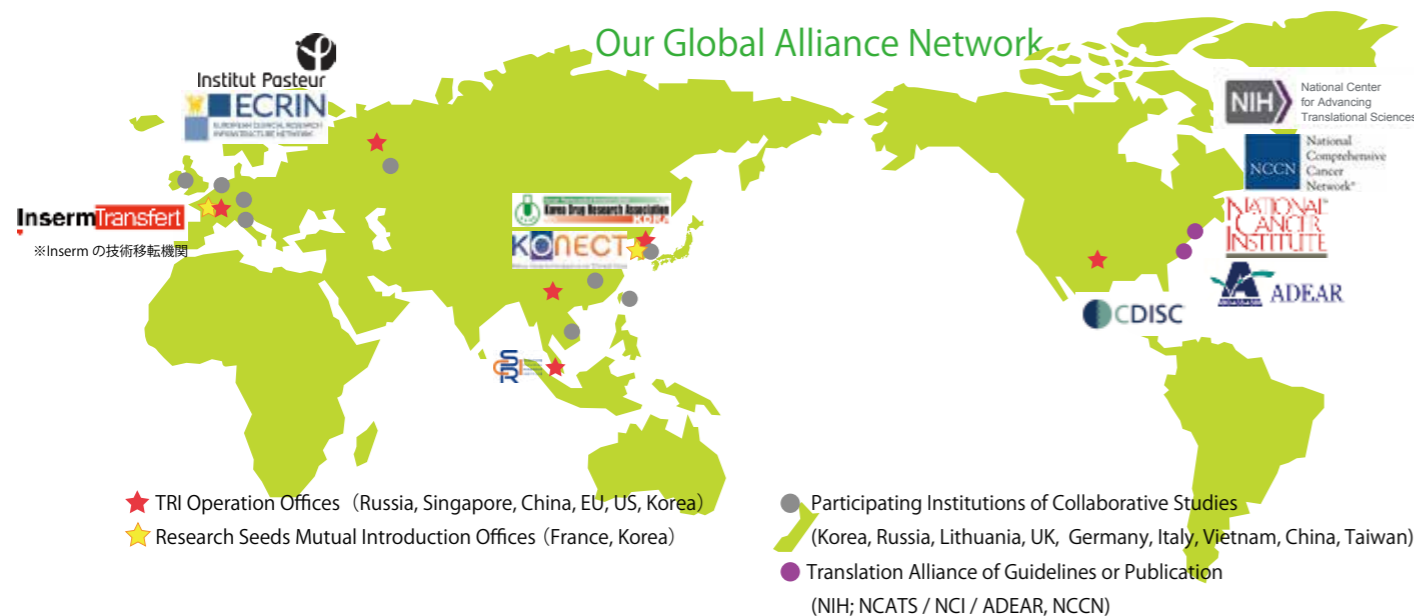 Our Global Alliance Network
Institut Pasteur
ECRIN
EUROPEAN CLINICAL RESEARCH
INFRASTRUCTURE NETWORK
InsermTransfert
※Inserm の技術移転機関
Korea Drug Research Association
KDRA
KONECT
SCRI
CDISC
NIH
National Center
for Advancing
Translational Sciences
NCCN
National
Comprehensive
Cancer
Network®
NATIONAL
CANCER
INSTITUTE
ADEAR
TRI Operation Offices（Russia, Singapore, China, EU, US, Korea）
Research Seeds Mutual Introduction Offices（France, Korea）
Participating Institutions of Collaborative Studies
(Korea, Russia, Lithuania, UK, Germany, Italy, Vietnam, China, Taiwan)
Translation Alliance of Guidelines or Publication
(NIH; NCATS / NCI / ADEAR, NCCN)